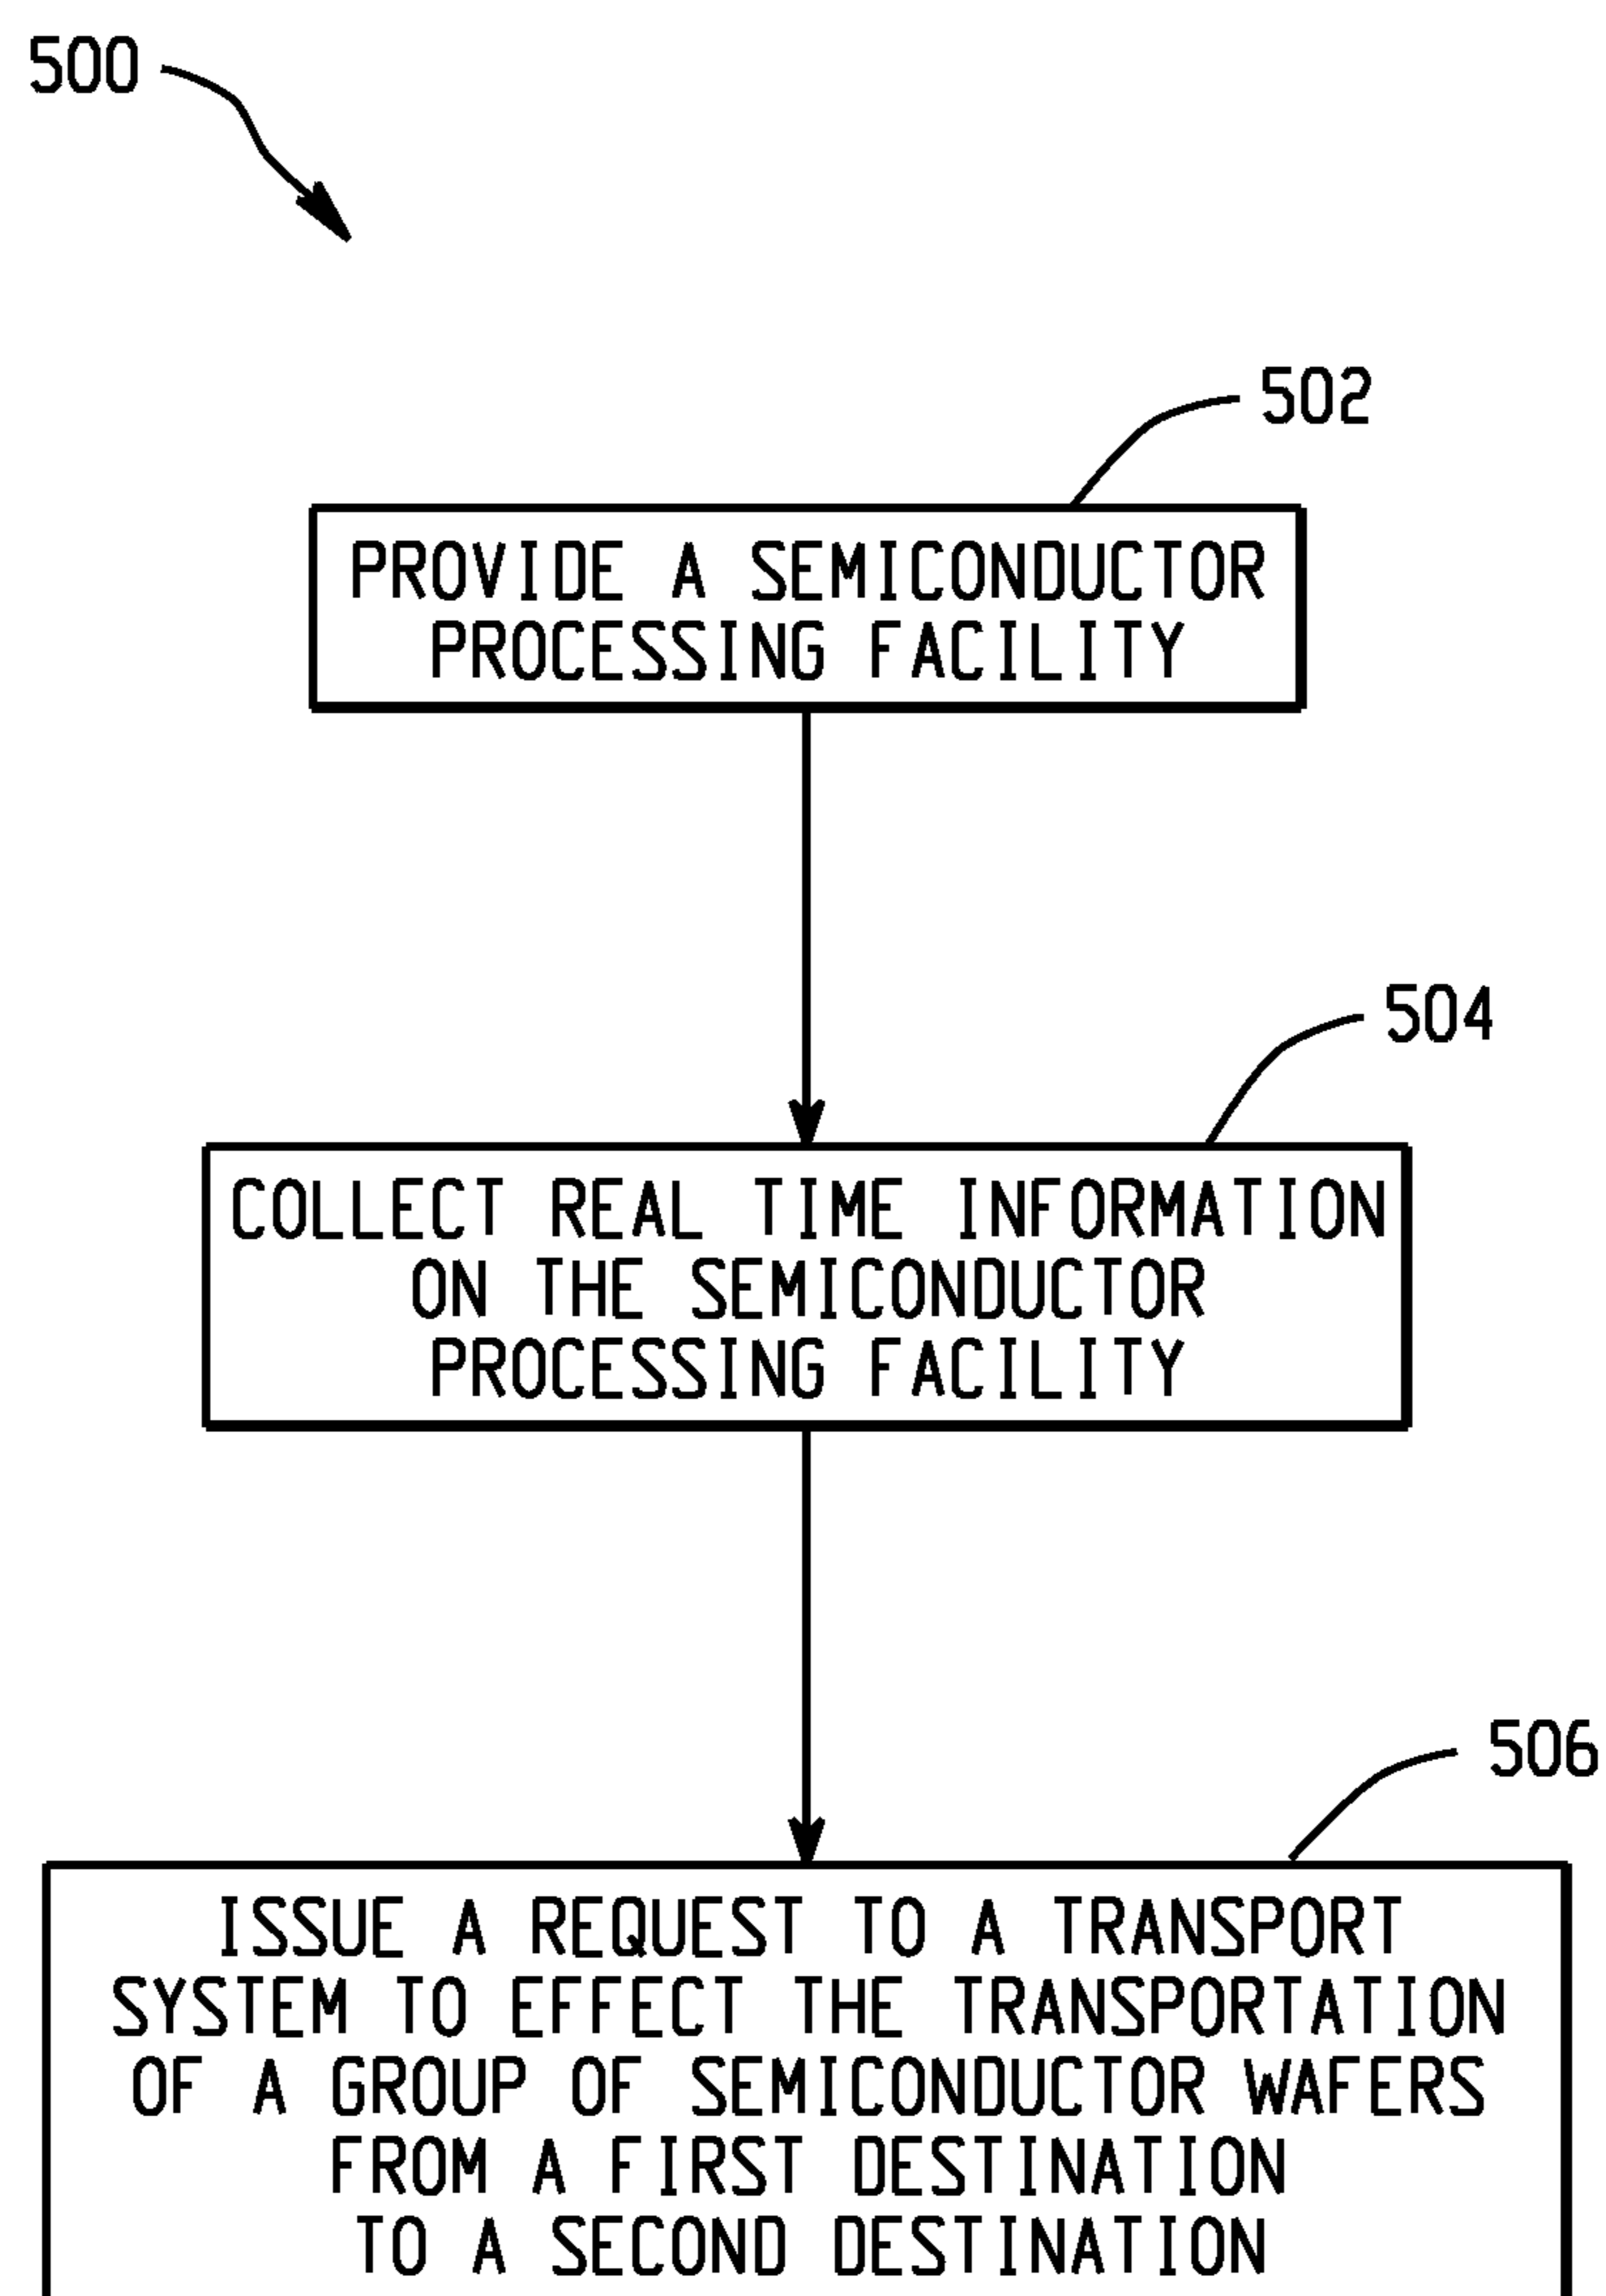 500
502
PROVIDE A SEMICONDUCTOR
PROCESSING FACILITY
504
COLLECT REAL TIME INFORMATION
ON THE SEMICONDUCTOR
PROCESSING FACILITY
506
ISSUE A REQUEST TO A TRANSPORT
SYSTEM TO EFFECT THE TRANSPORTATION
OF A GROUP OF SEMICONDUCTOR WAFERS
FROM A FIRST DESTINATION
TO A SECOND DESTINATION